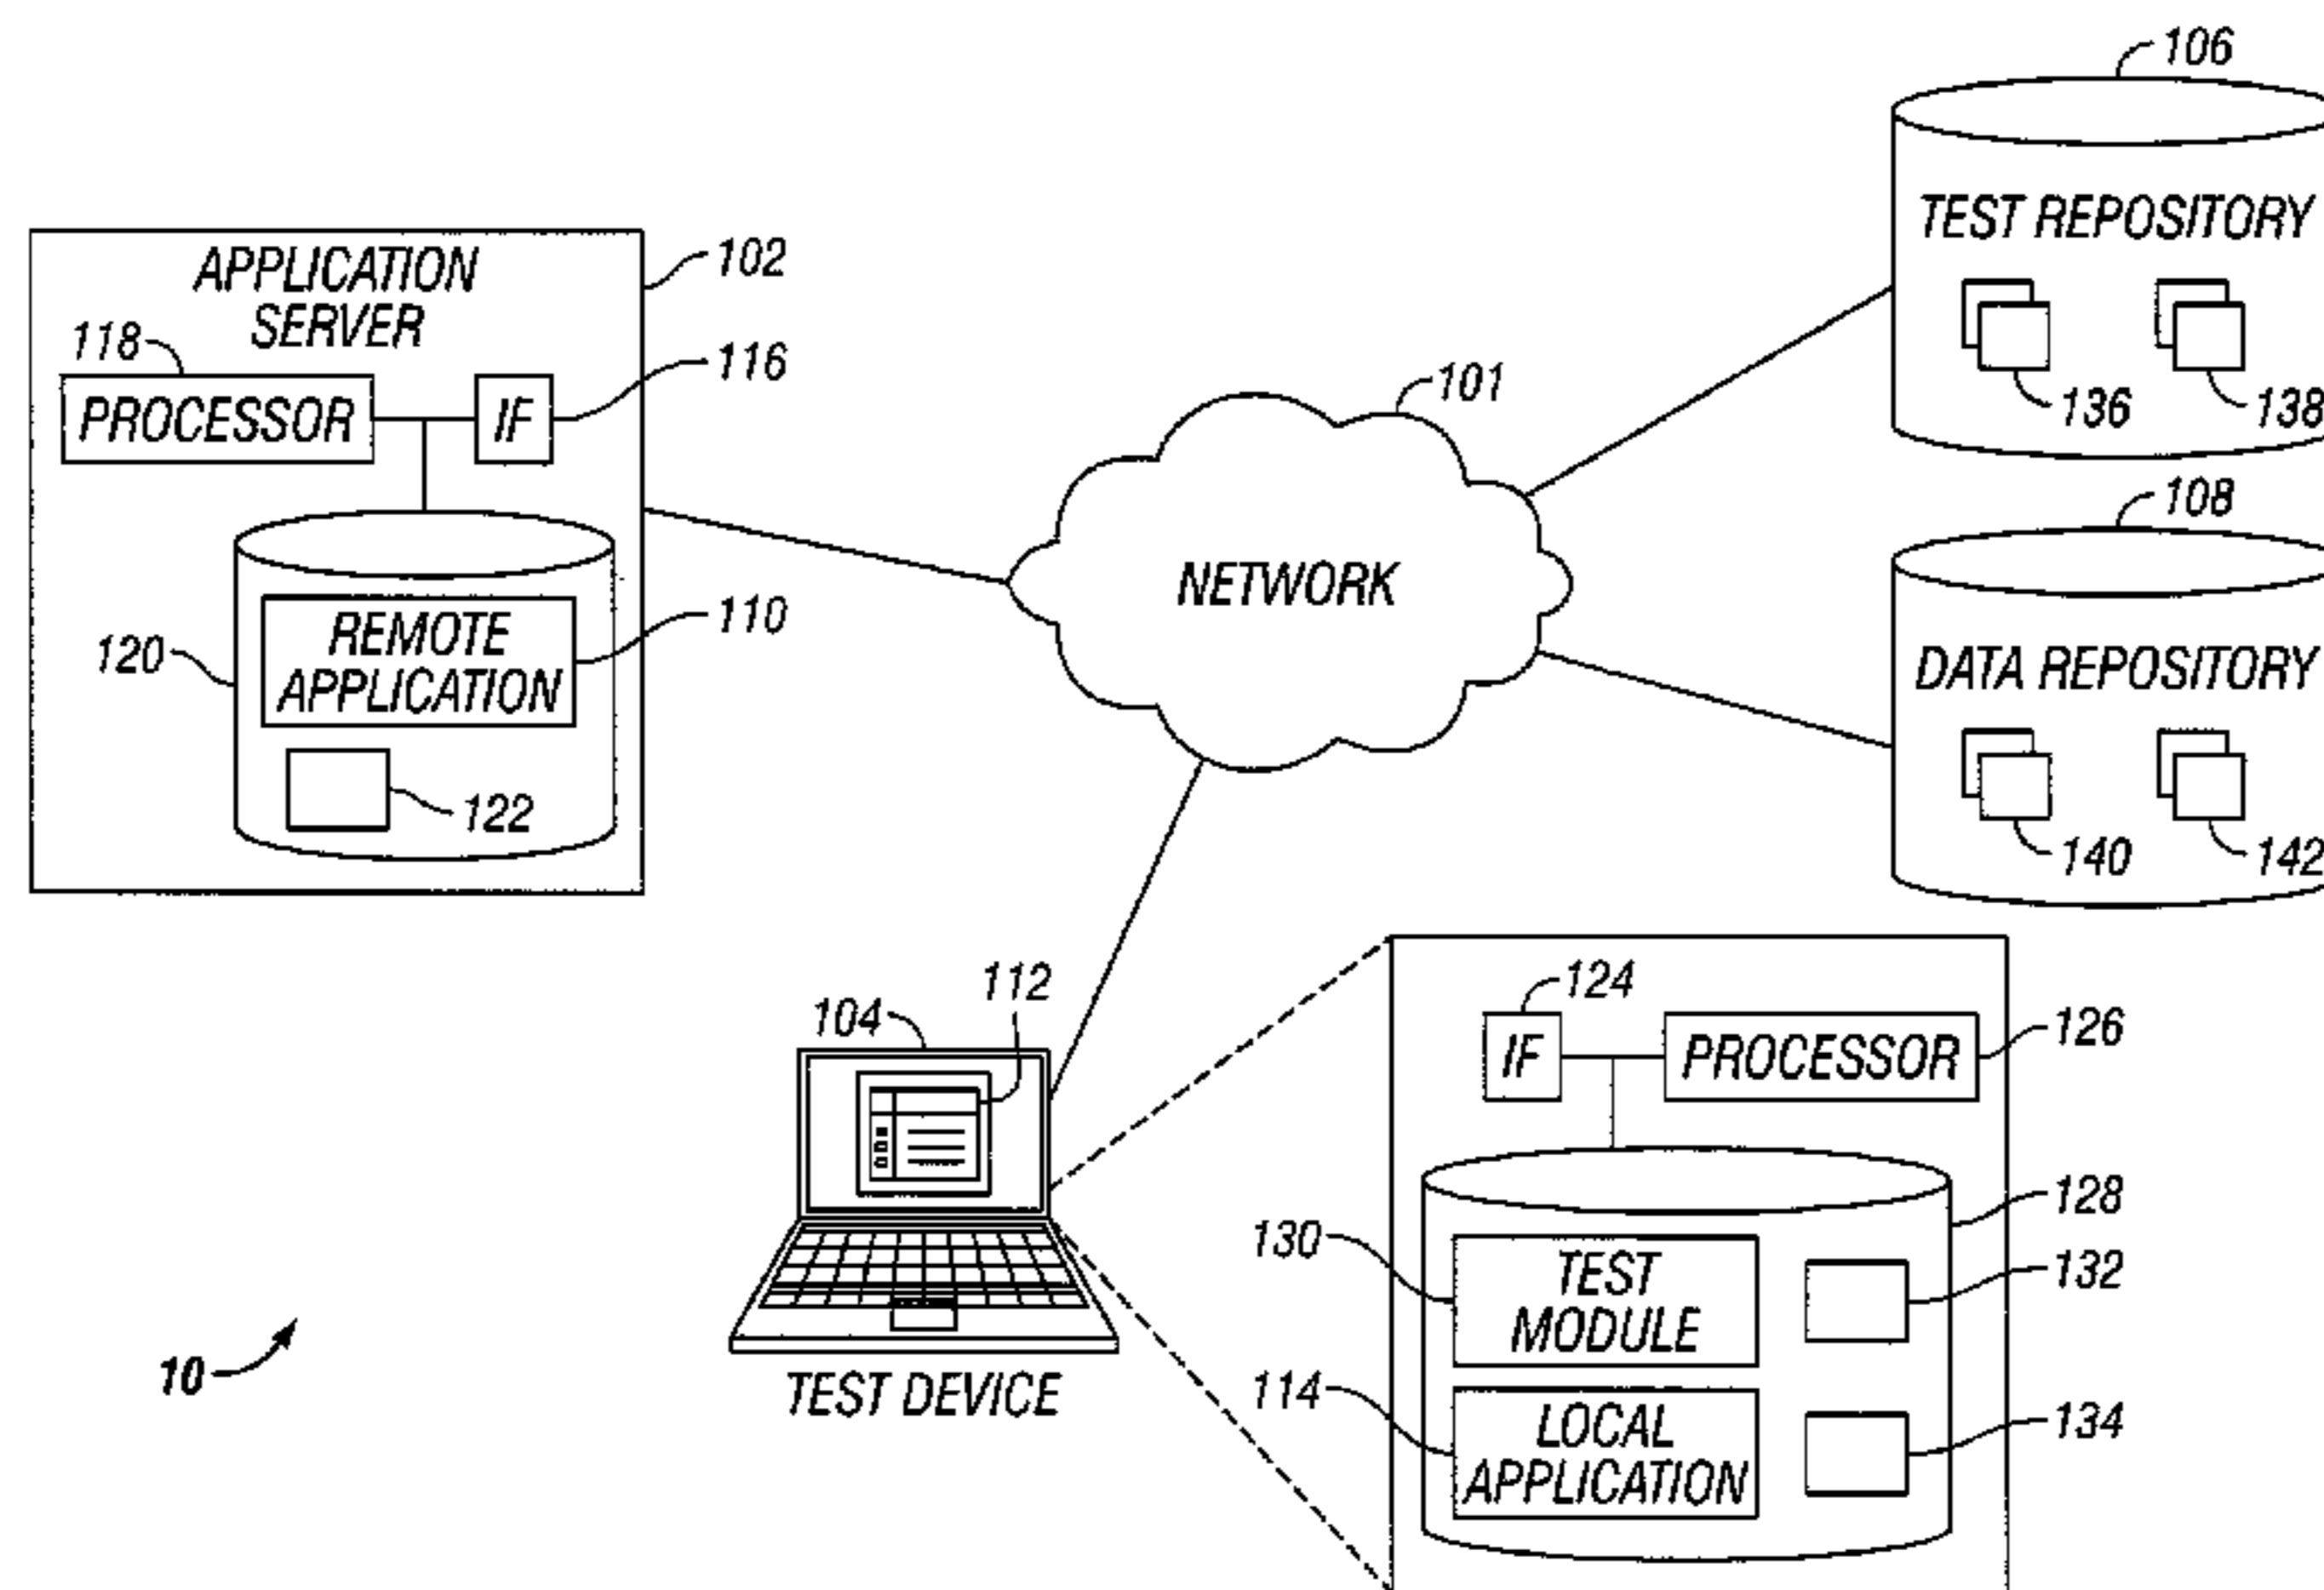 106
TEST REPOSITORY
136
138
APPLICATION
SERVER
102
118
116
PROCESSOR
IF
101
NETWORK
108
DATA REPOSITORY
140
142
120
REMOTE
APPLICATION
110
122
112
104
TEST DEVICE
10
124
IF
PROCESSOR
126
128
130
TEST
MODULE
132
114
LOCAL
APPLICATION
134